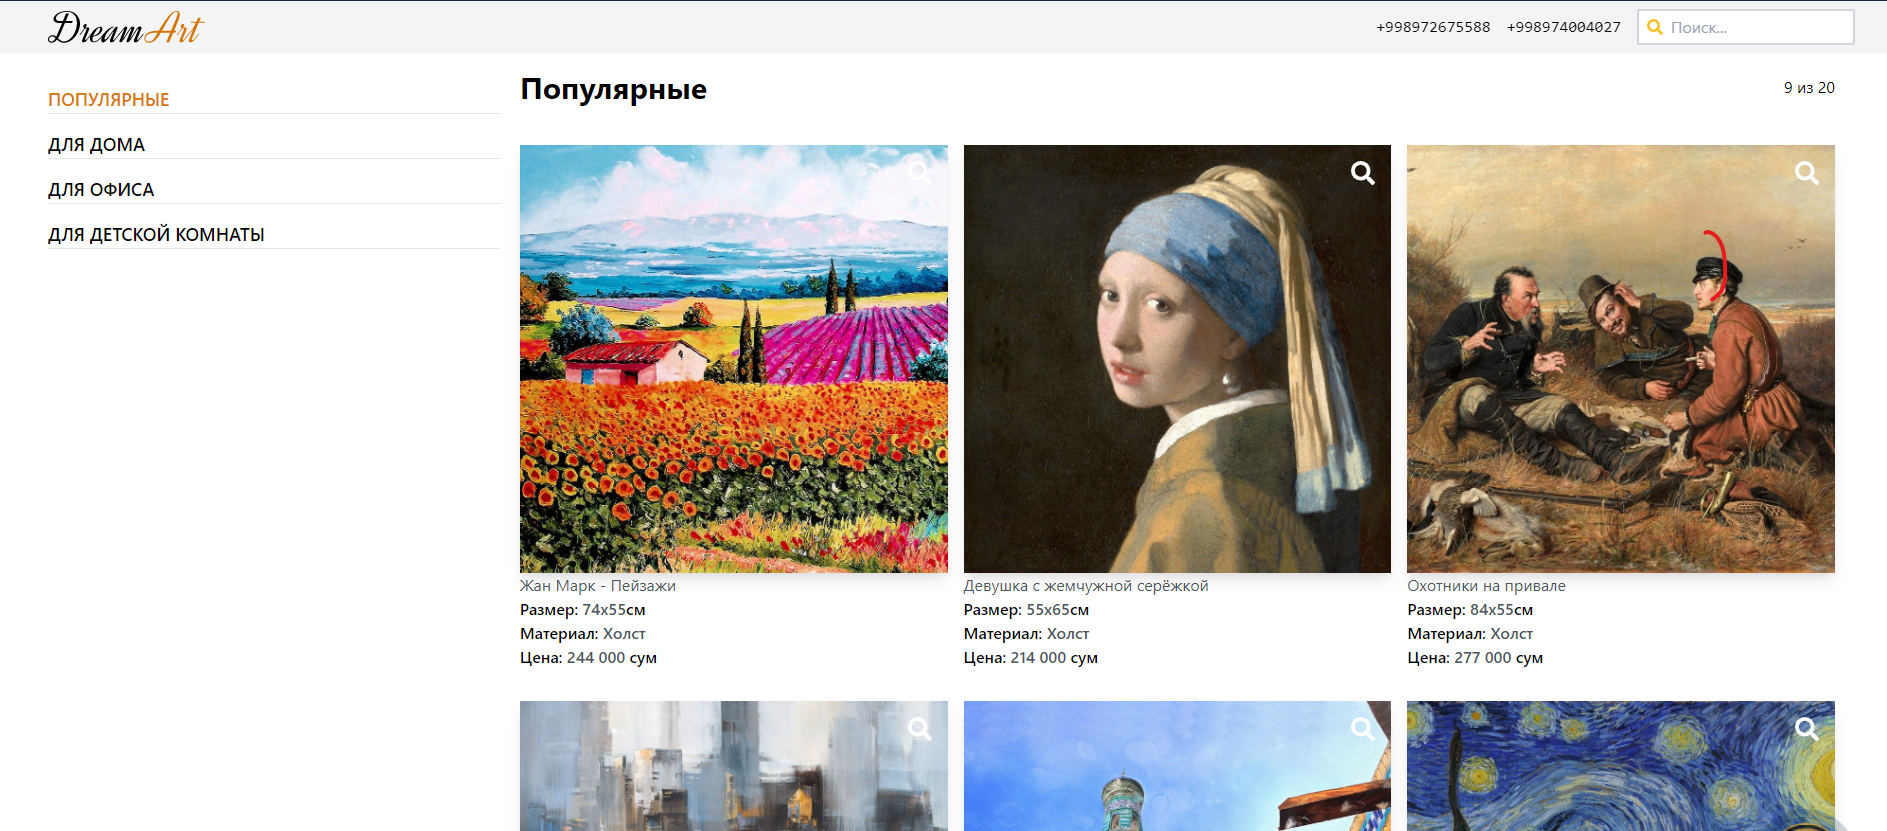 DreamArt
+998972675588 +998974004027 Поиск...
ПОПУЛЯРНЫЕ
ДЛЯ ДОМА
ДЛЯ ОФИСА
ДЛЯ ДЕТСКОЙ КОМНАТЫ
Популярные
9 из 20
Жан Марк - Пейзажи
Размер: 74x55см
Материал: Холст
Цена: 244 000 сум
Девушка с жемчужной серёжкой
Размер: 55x65см
Материал: Холст
Цена: 214 000 сум
Охотники на привале
Размер: 84x55см
Материал: Холст
Цена: 277 000 сум